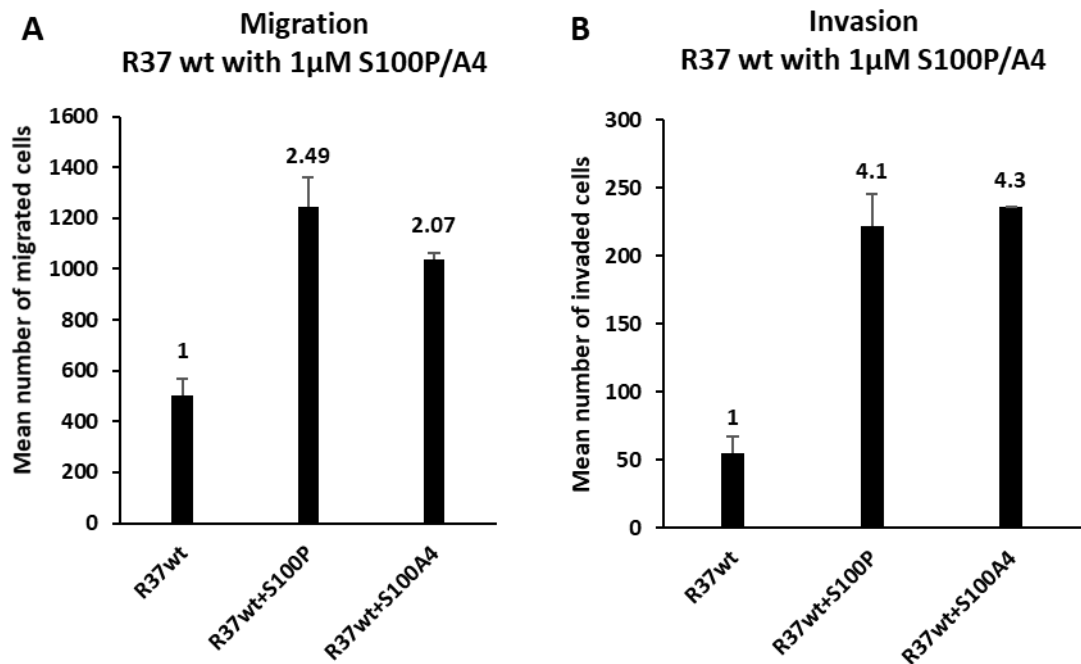 A
Migration
R37 wt with 1µM S100P/A4
Mean number of migrated cells
1600
1400
1200
1000
800
600
400
200
0
1
2.49
2.07
R37wt
R37wt+S100P
R37wt+S100A4
B
Invasion
R37 wt with 1µM S100P/A4
Mean number of invaded cells
300
250
200
150
100
50
0
1
4.1
4.3
R37wt
R37wt+S100P
R37wt+S100A4